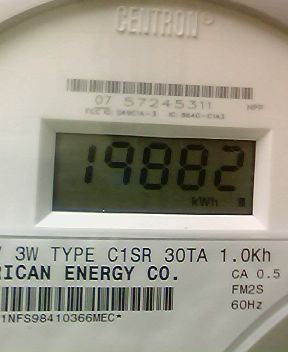 CENTRON
07 57245311
19882
kWh
3W TYPE C1SR 30TA 1.0Kh
RICAN ENERGY CO.
CA 0.5
FM2S
60Hz
1NFS98410366MEC*